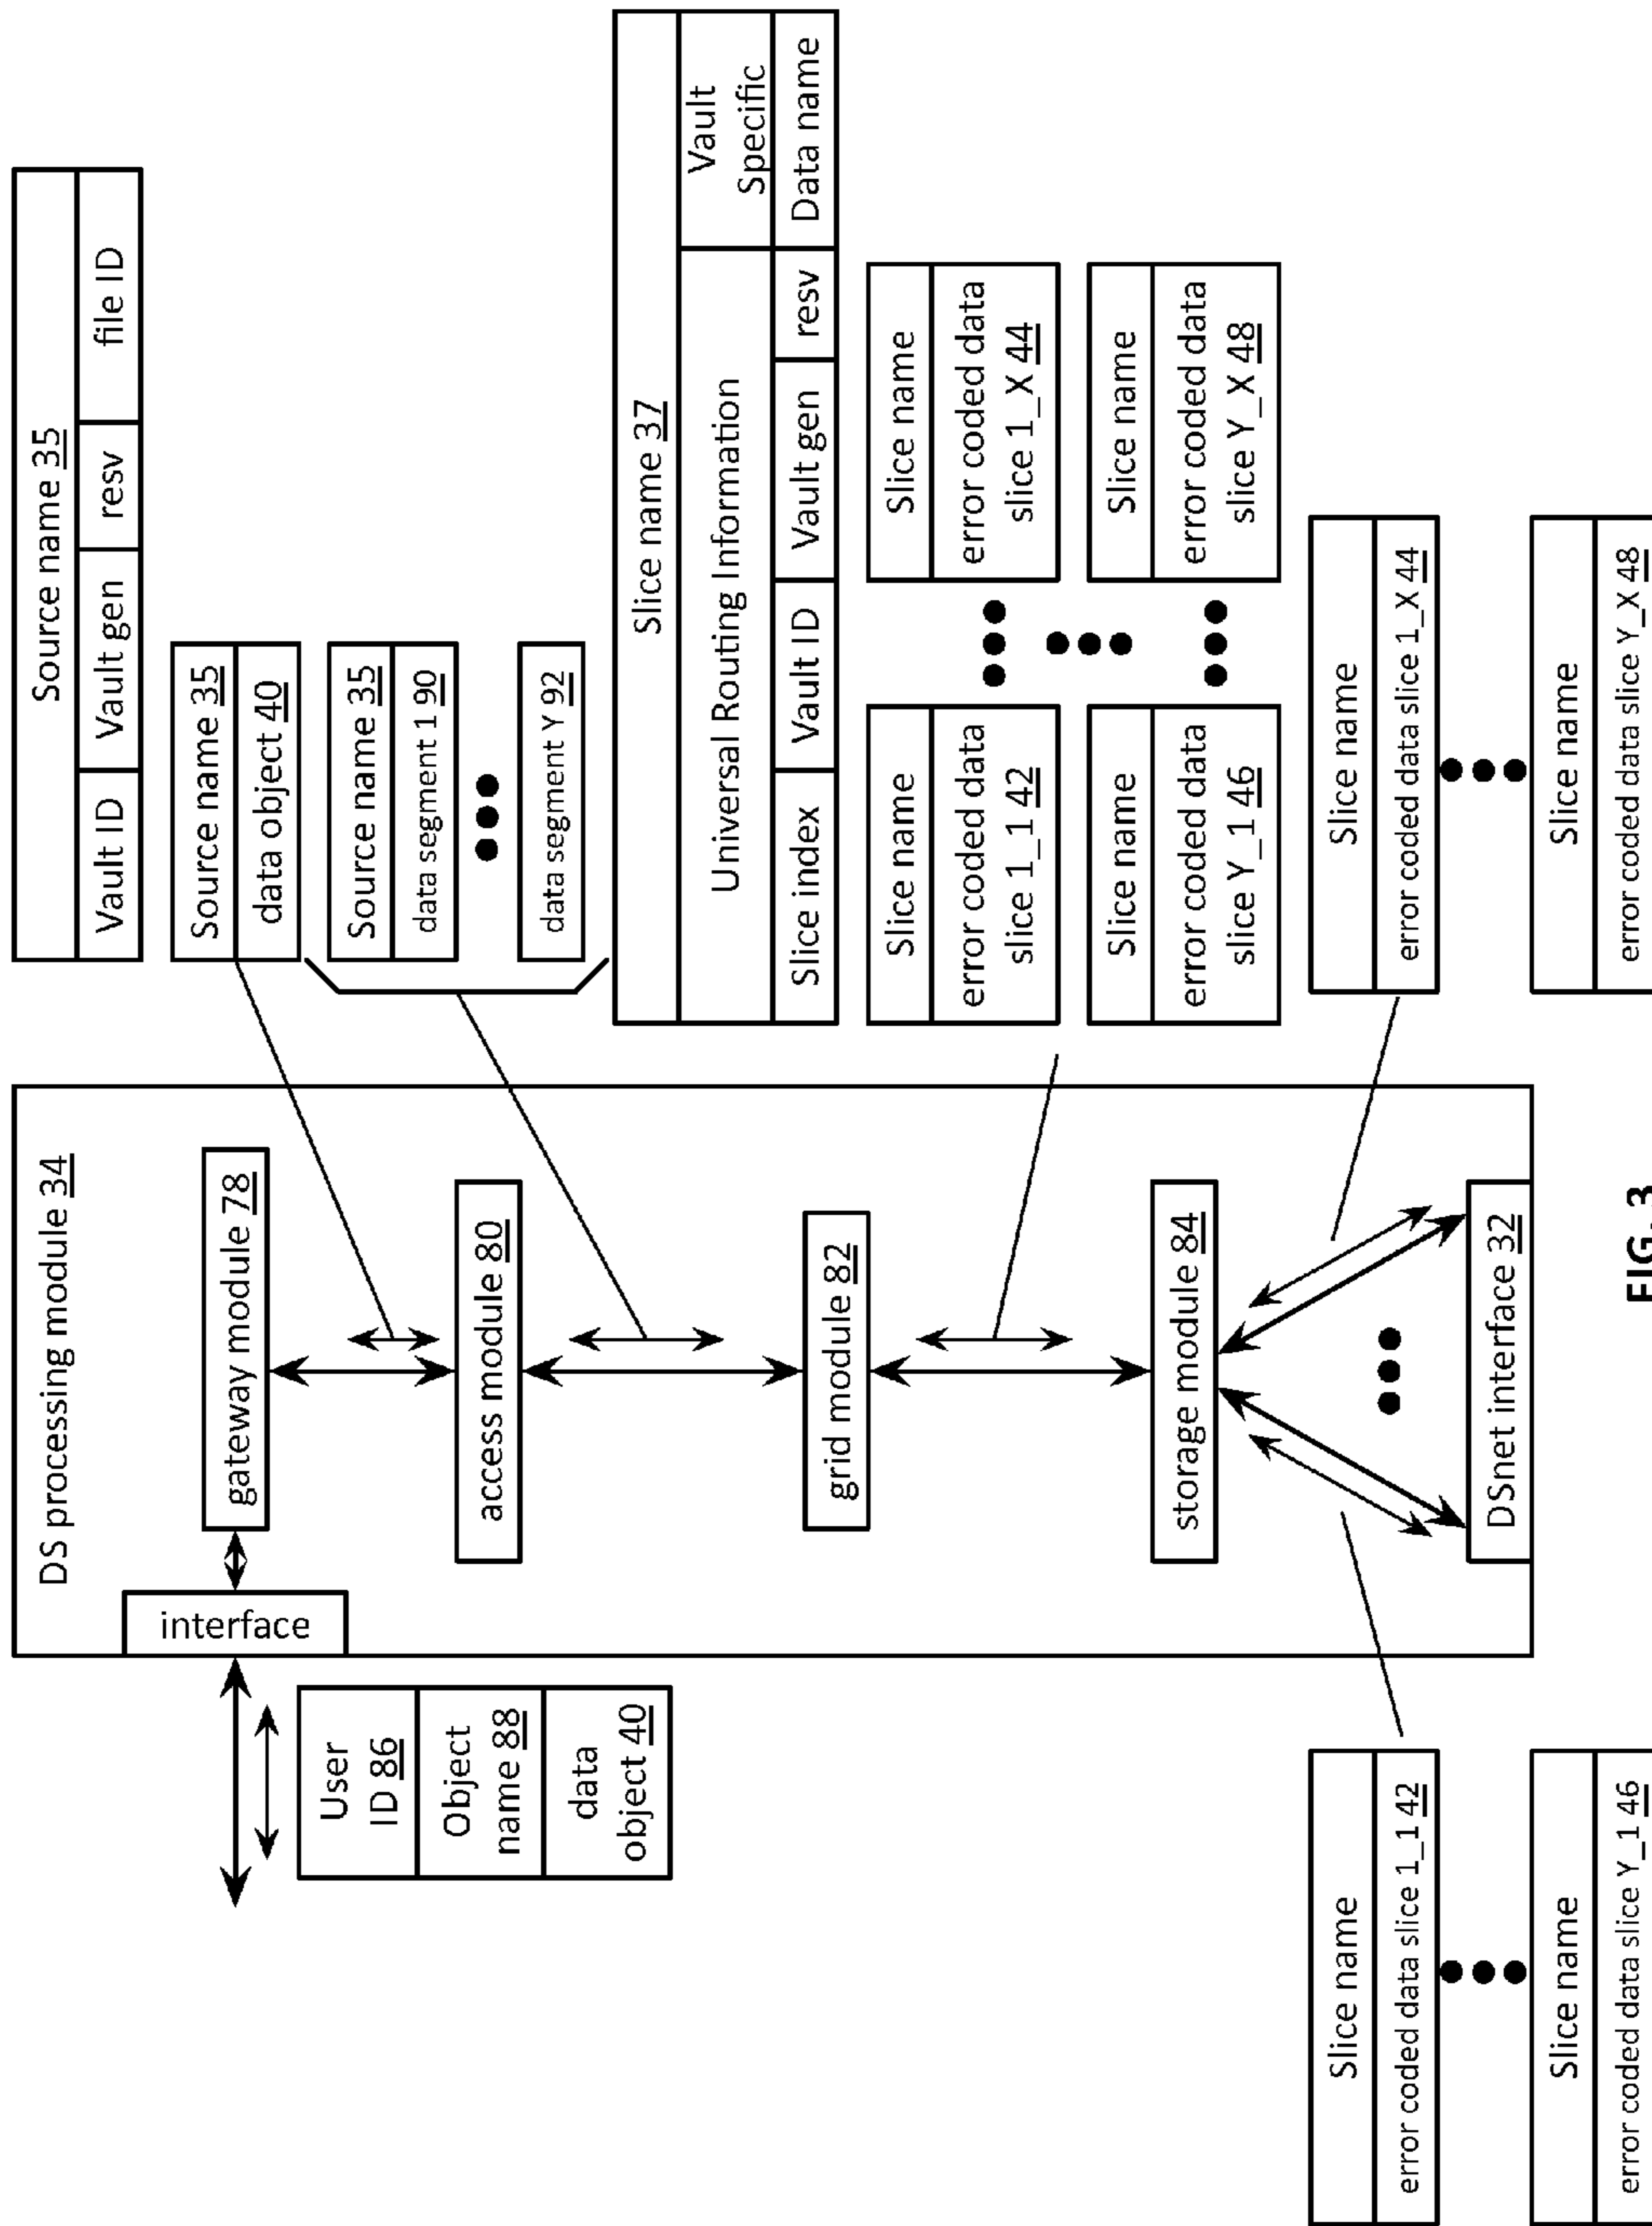 DS processing module 34
interface
gateway module 78
access module 80
grid module 82
storage module 84
DSnet interface 32
User
ID 86
Object
name 88
data
object 40
Source name 35
Vault ID
Vault gen
resv
file ID
Source name 35
data object 40
Source name 35
data segment 1 90
data segment Y 92
Slice name 37
Universal Routing Information
Vault
Specific
Slice index
Vault ID
Vault gen
resv
Data name
Slice name
error coded data
slice 1_1 42
Slice name
error coded data
slice 1_X 44
Slice name
error coded data
slice Y_1 46
Slice name
error coded data
slice Y_X 48
Slice name
error coded data slice 1_1 42
Slice name
error coded data slice Y_1 46
Slice name
error coded data slice 1_X 44
Slice name
error coded data slice Y_X 48
FIG. 3